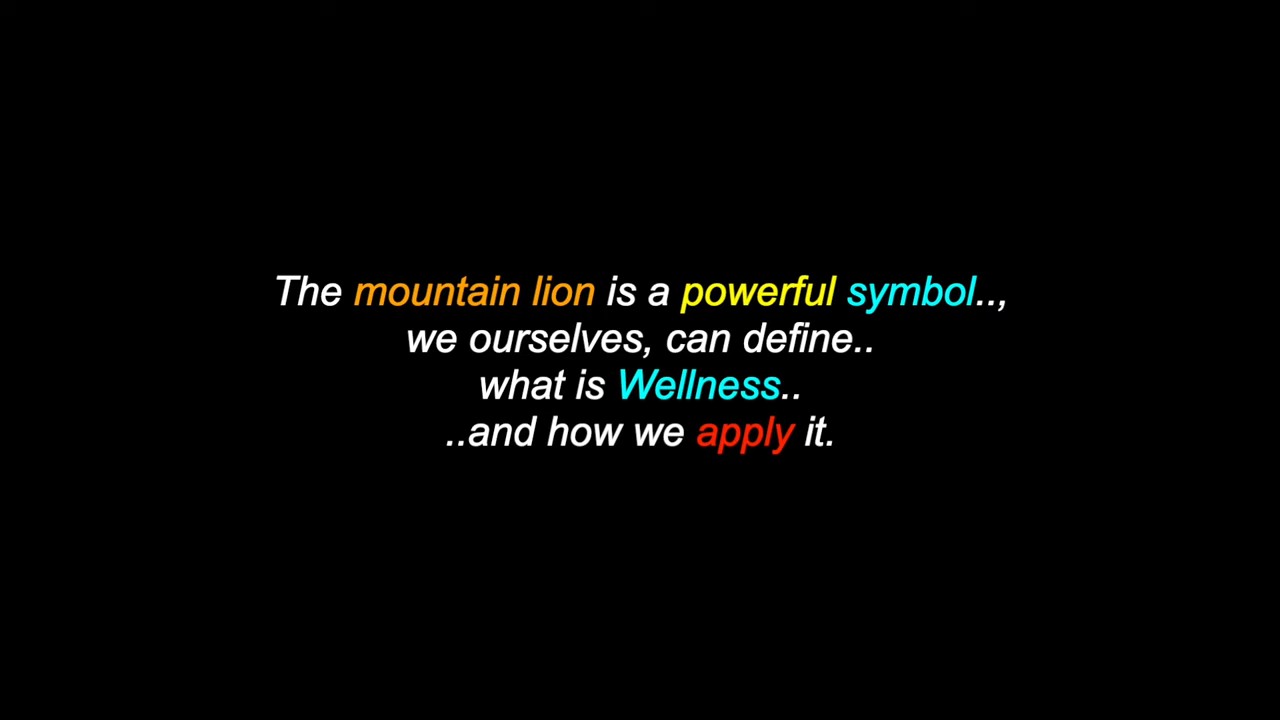 The mountain lion is a powerful symbol..,
we ourselves, can define..
what is Wellness..
..and how we apply it.